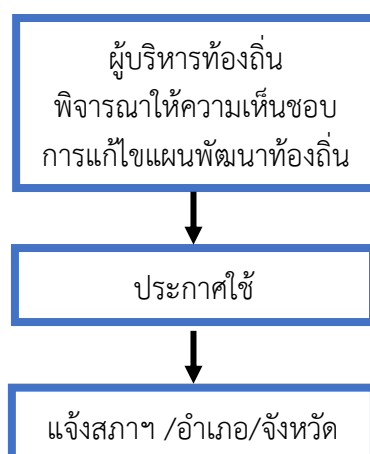 ผู้บริหารท้องถิ่น
พิจารณาให้ความเห็นชอบ
การแก้ไขแผนพัฒนาท้องถิ่น
ประกาศใช้
แจ้งสภาฯ /อำเภอ/จังหวัด